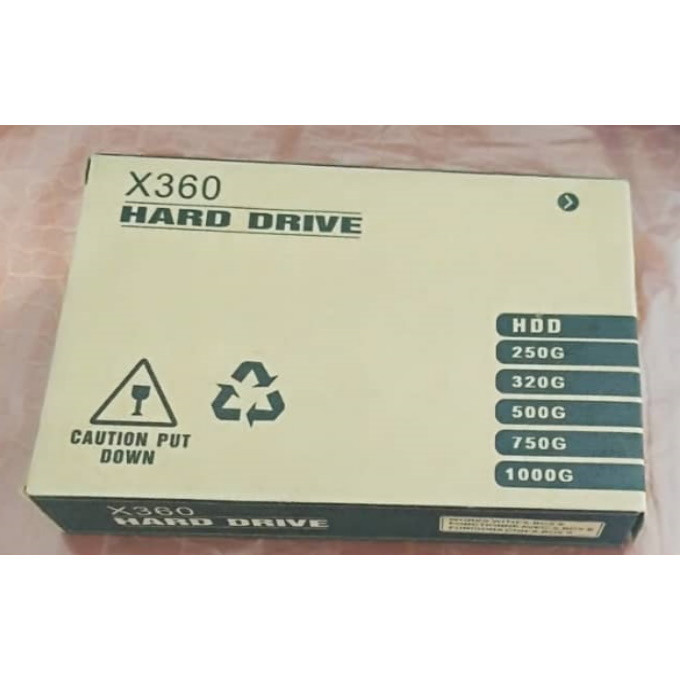 X360
HARD DRIVE
HDD
250G
320G
500G
750G
1000G
CAUTION PUT
DOWN
X360
HARD DRIVE